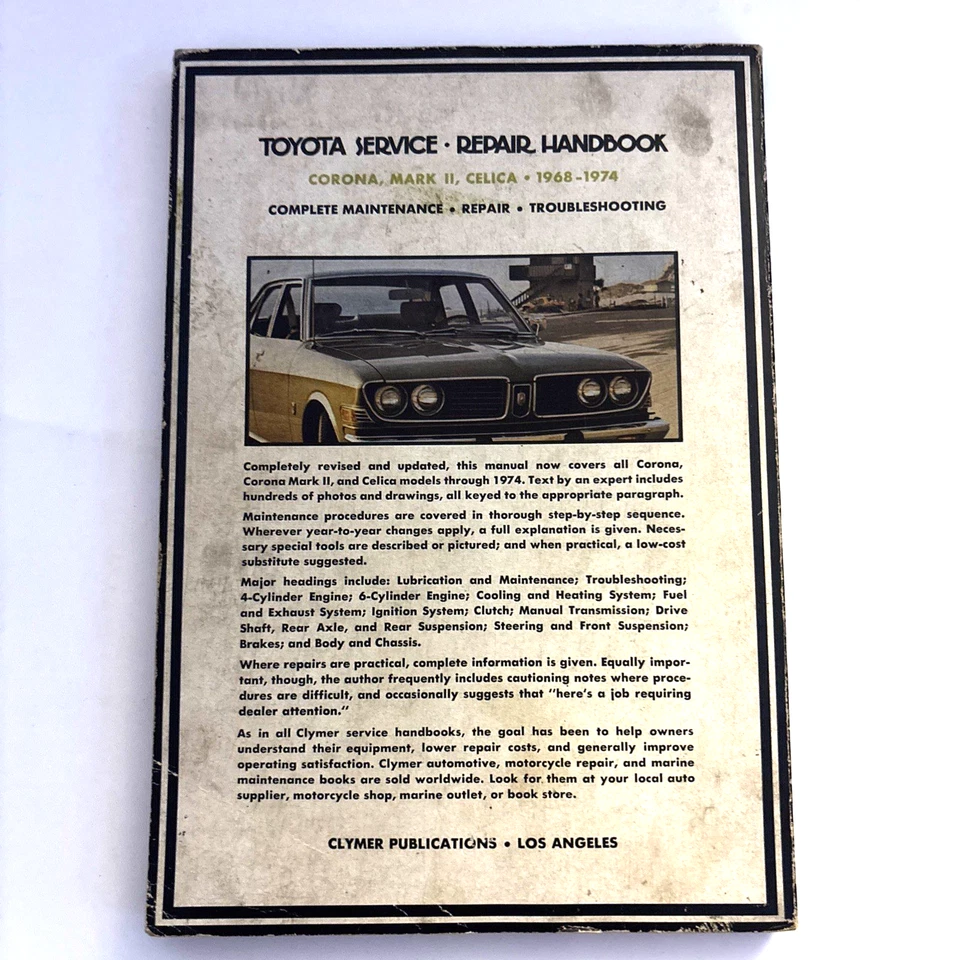 TOYOTA SERVICE • REPAIR HANDBOOK
CORONA, MARK II, CELICA • 1968-1974
COMPLETE MAINTENANCE • REPAIR • TROUBLESHOOTING
Completely revised and updated, this manual now covers all Corona,
Corona Mark II, and Celica models through 1974. Text by an expert includes
hundreds of photos and drawings, all keyed to the appropriate paragraph.
Maintenance procedures are covered in thorough step-by-step sequence.
Wherever year-to-year changes apply, a full explanation is given. Neces-
sary special tools are described or pictured; and when practical, a low-cost
substitute suggested.
Major headings include: Lubrication and Maintenance; Troubleshooting;
4-Cylinder Engine; 6-Cylinder Engine; Cooling and Heating System; Fuel
and Exhaust System; Ignition System; Clutch; Manual Transmission; Drive
Shaft, Rear Axle, and Rear Suspension; Steering and Front Suspension;
Brakes; and Body and Chassis.
Where repairs are practical, complete information is given. Equally impor-
tant, though, the author frequently includes cautioning notes where proce-
dures are difficult, and occasionally suggests that "here's a job requiring
dealer attention."
As in all Clymer service handbooks, the goal has been to help owners
understand their equipment, lower repair costs, and generally improve
operating satisfaction. Clymer automotive, motorcycle repair, and marine
maintenance books are sold worldwide. Look for them at your local auto
supplier, motorcycle shop, marine outlet, or book store.
CLYMER PUBLICATIONS • LOS ANGELES